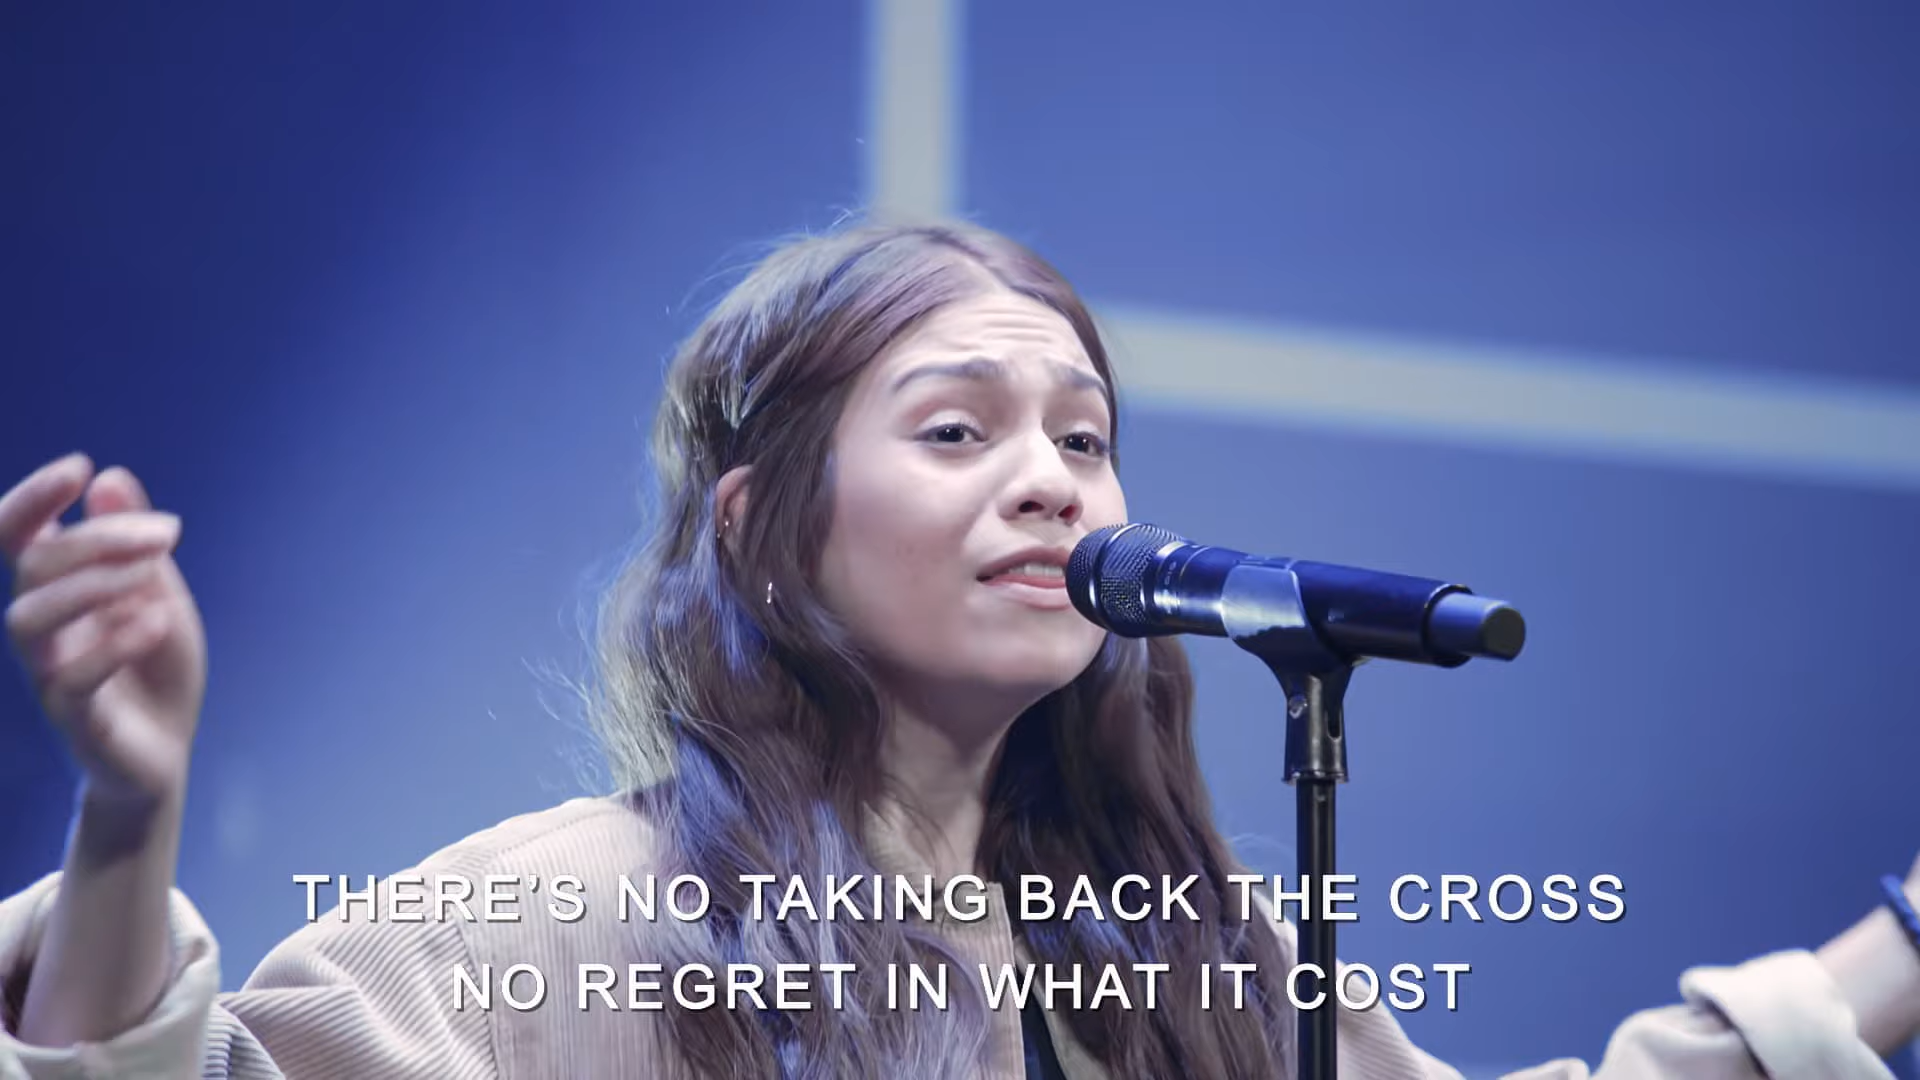 THERE’S NO TAKING BACK THE CROSS
NO REGRET IN WHAT IT COST